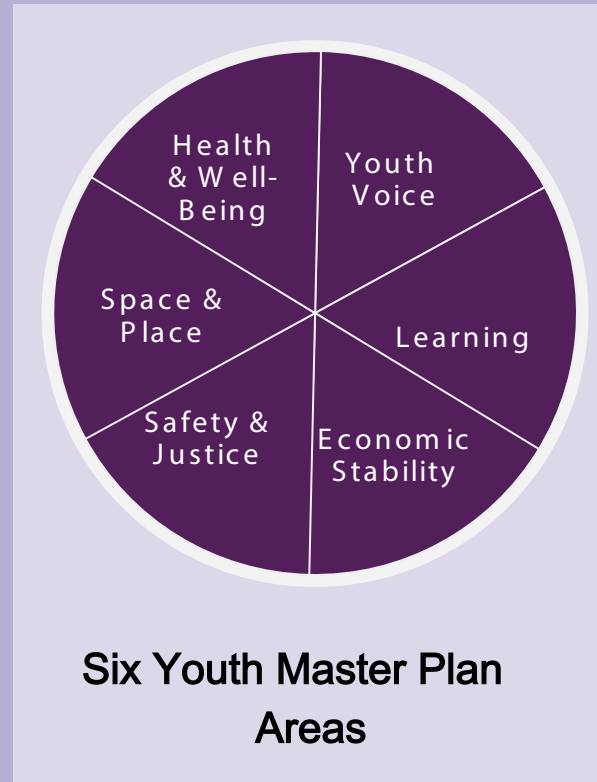 Health
& Well-
Being
Youth
Voice
Space &
Place
Learning
Safety &
Justice
Economic
Stability
Six Youth Master Plan
Areas